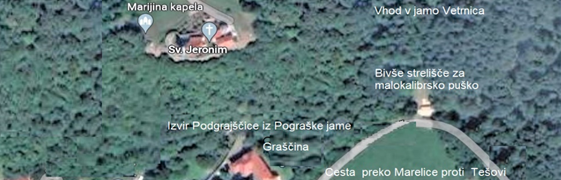 Marijina kapela
Vhod v jamo Vetrnica
Sv. Jeronim
Bivše strelišče za
malokalibrsko puško
Izvir Podgrajščice iz Pograške jame
Graščina
Cesta preko Marelice proti Tešovi